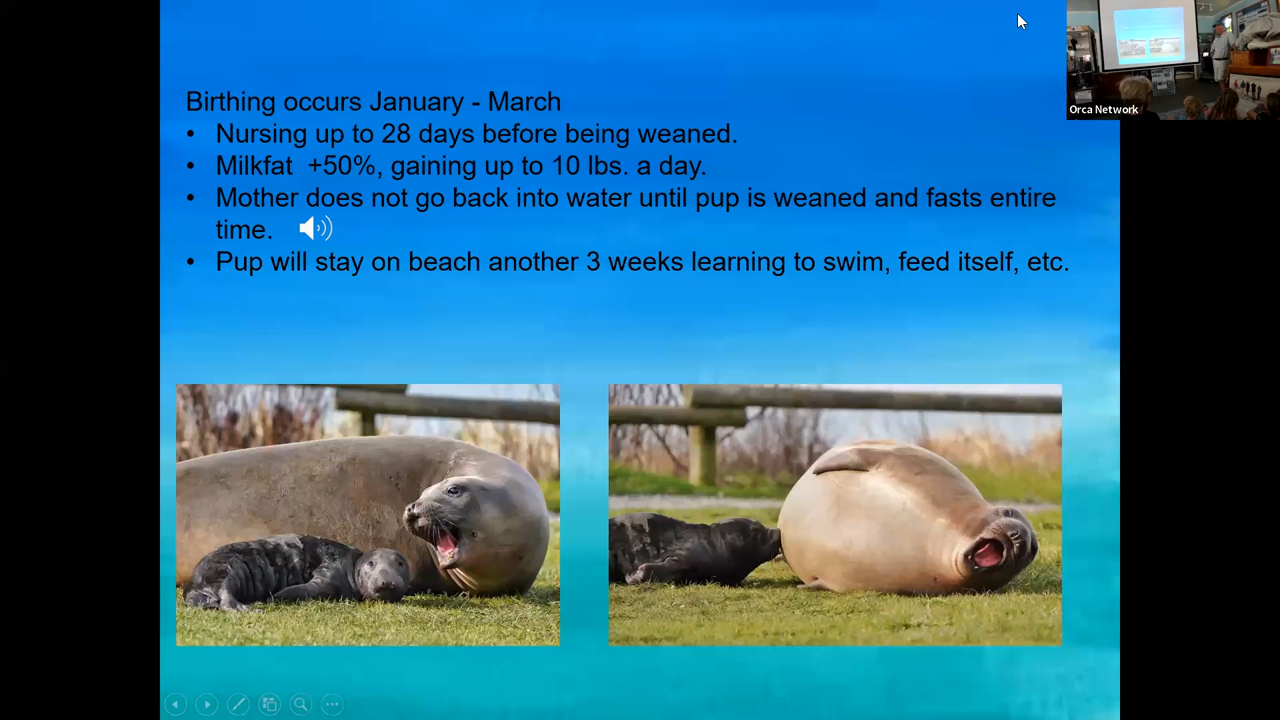 Birthing occurs January - March
• Nursing up to 28 days before being weaned.
• Milkfat +50%, gaining up to 10 lbs. a day.
• Mother does not go back into water until pup is weaned and fasts entire
time.
• Pup will stay on beach another 3 weeks learning to swim, feed itself, etc.
Orca Network